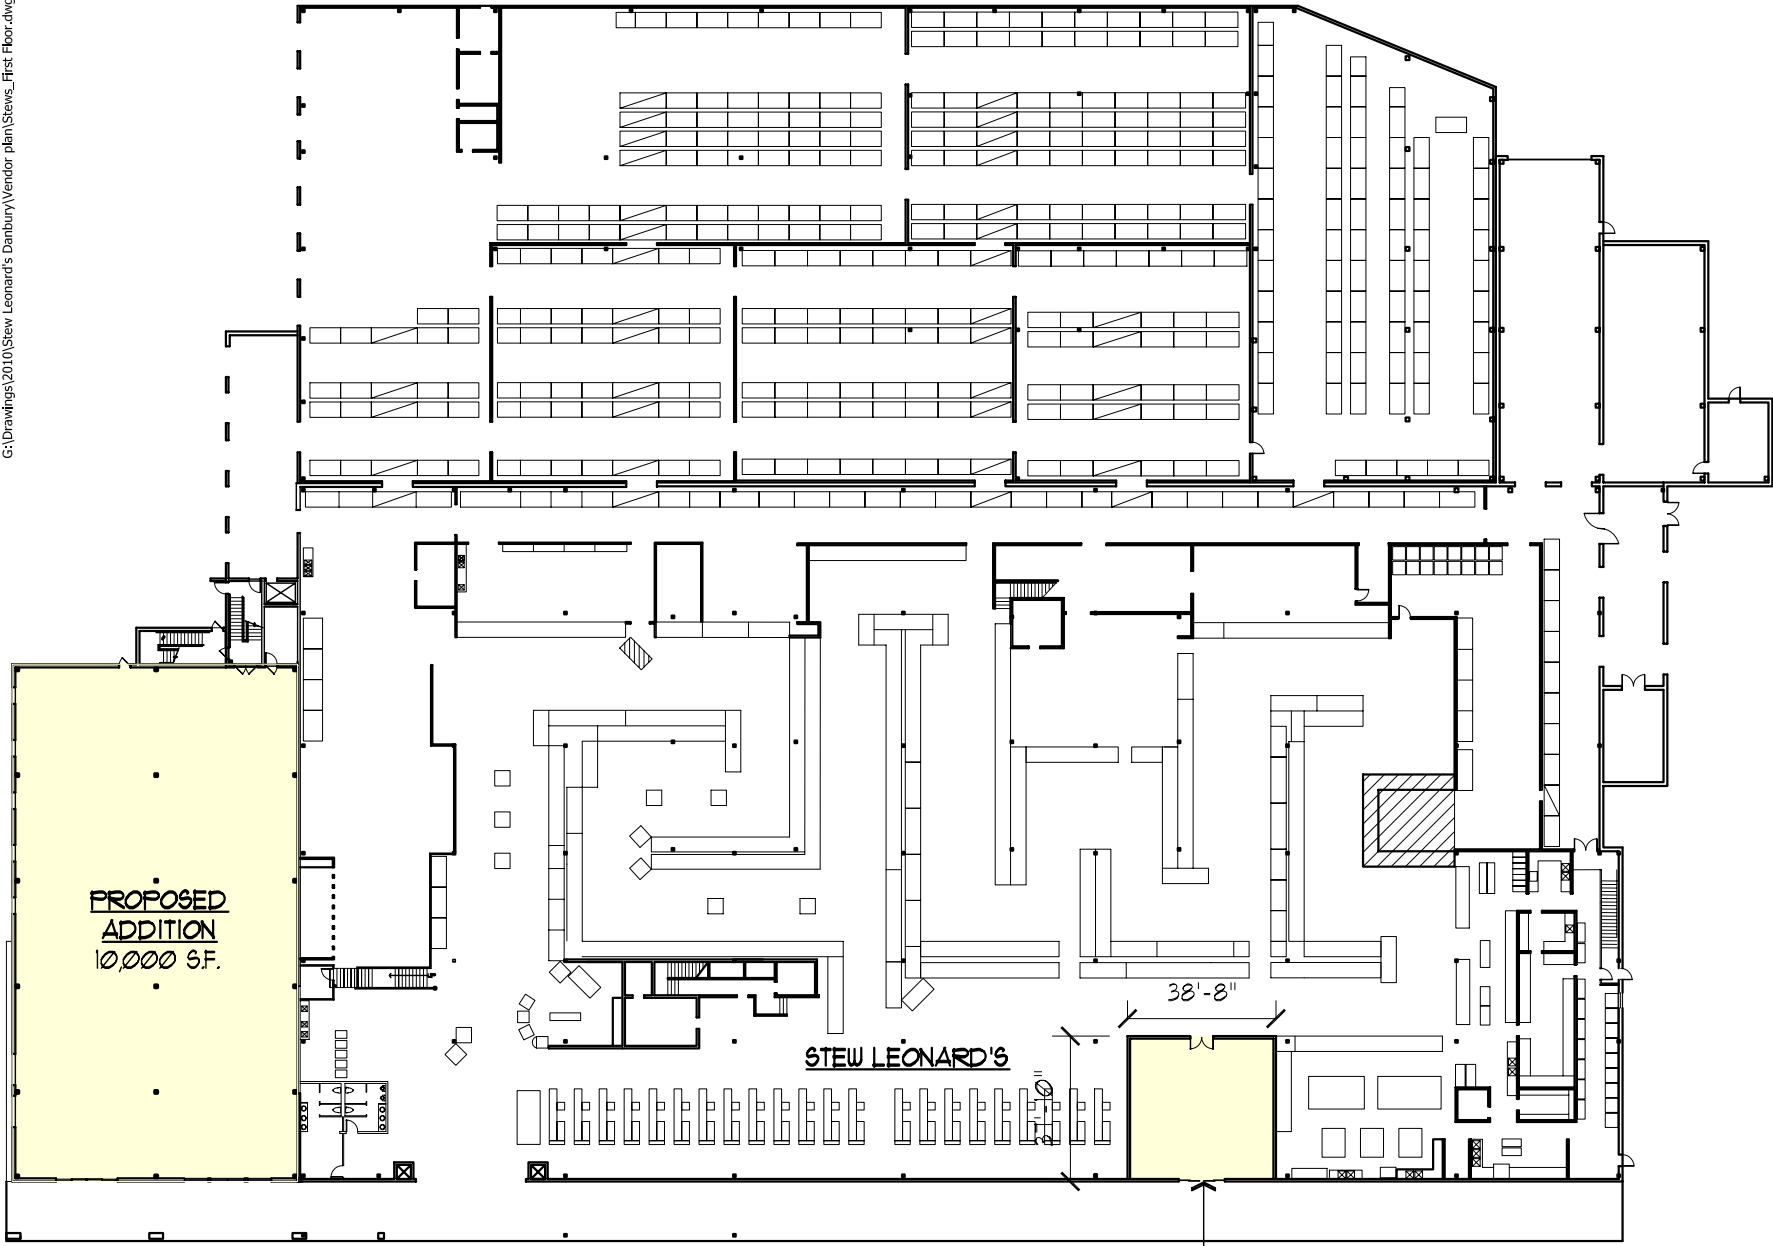 G:\Drawings\2010\Stew Leonard's Danbury\Vendor plan\Stews_First Floor.dwg
PROPOSED
ADDITION
10,000 S.F.
38'-8"
STEW LEONARD'S